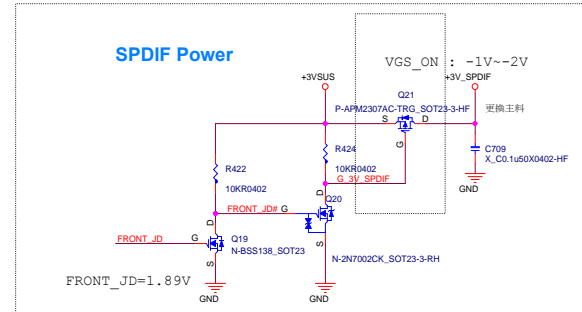 SPDIF Power
VGS_ON : -1V~-2V
+3VSUS
+3V_SPDIF
Q21
P-APM2307AC-TRG_SOT23-3-HF
更換主料
S
D
G
R422
10KR0402
R424
10KR0402
C709
X_C0.1u50X0402-HF
G_3V_SPDIF
GND
D
Q20
FRONT_JD#
G
D
FRONT_JD
G
Q19
N-BSS138_SOT23
S
S
N-2N7002CK_SOT23-3-RH
FRONT_JD=1.89V
GND
GND